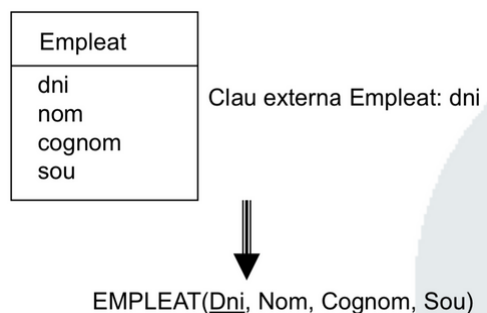 Empleat
dni
nom
cognom
sou
Clau externa Empleat: dni
EMPLEAT(Dni, Nom, Cognom, Sou)